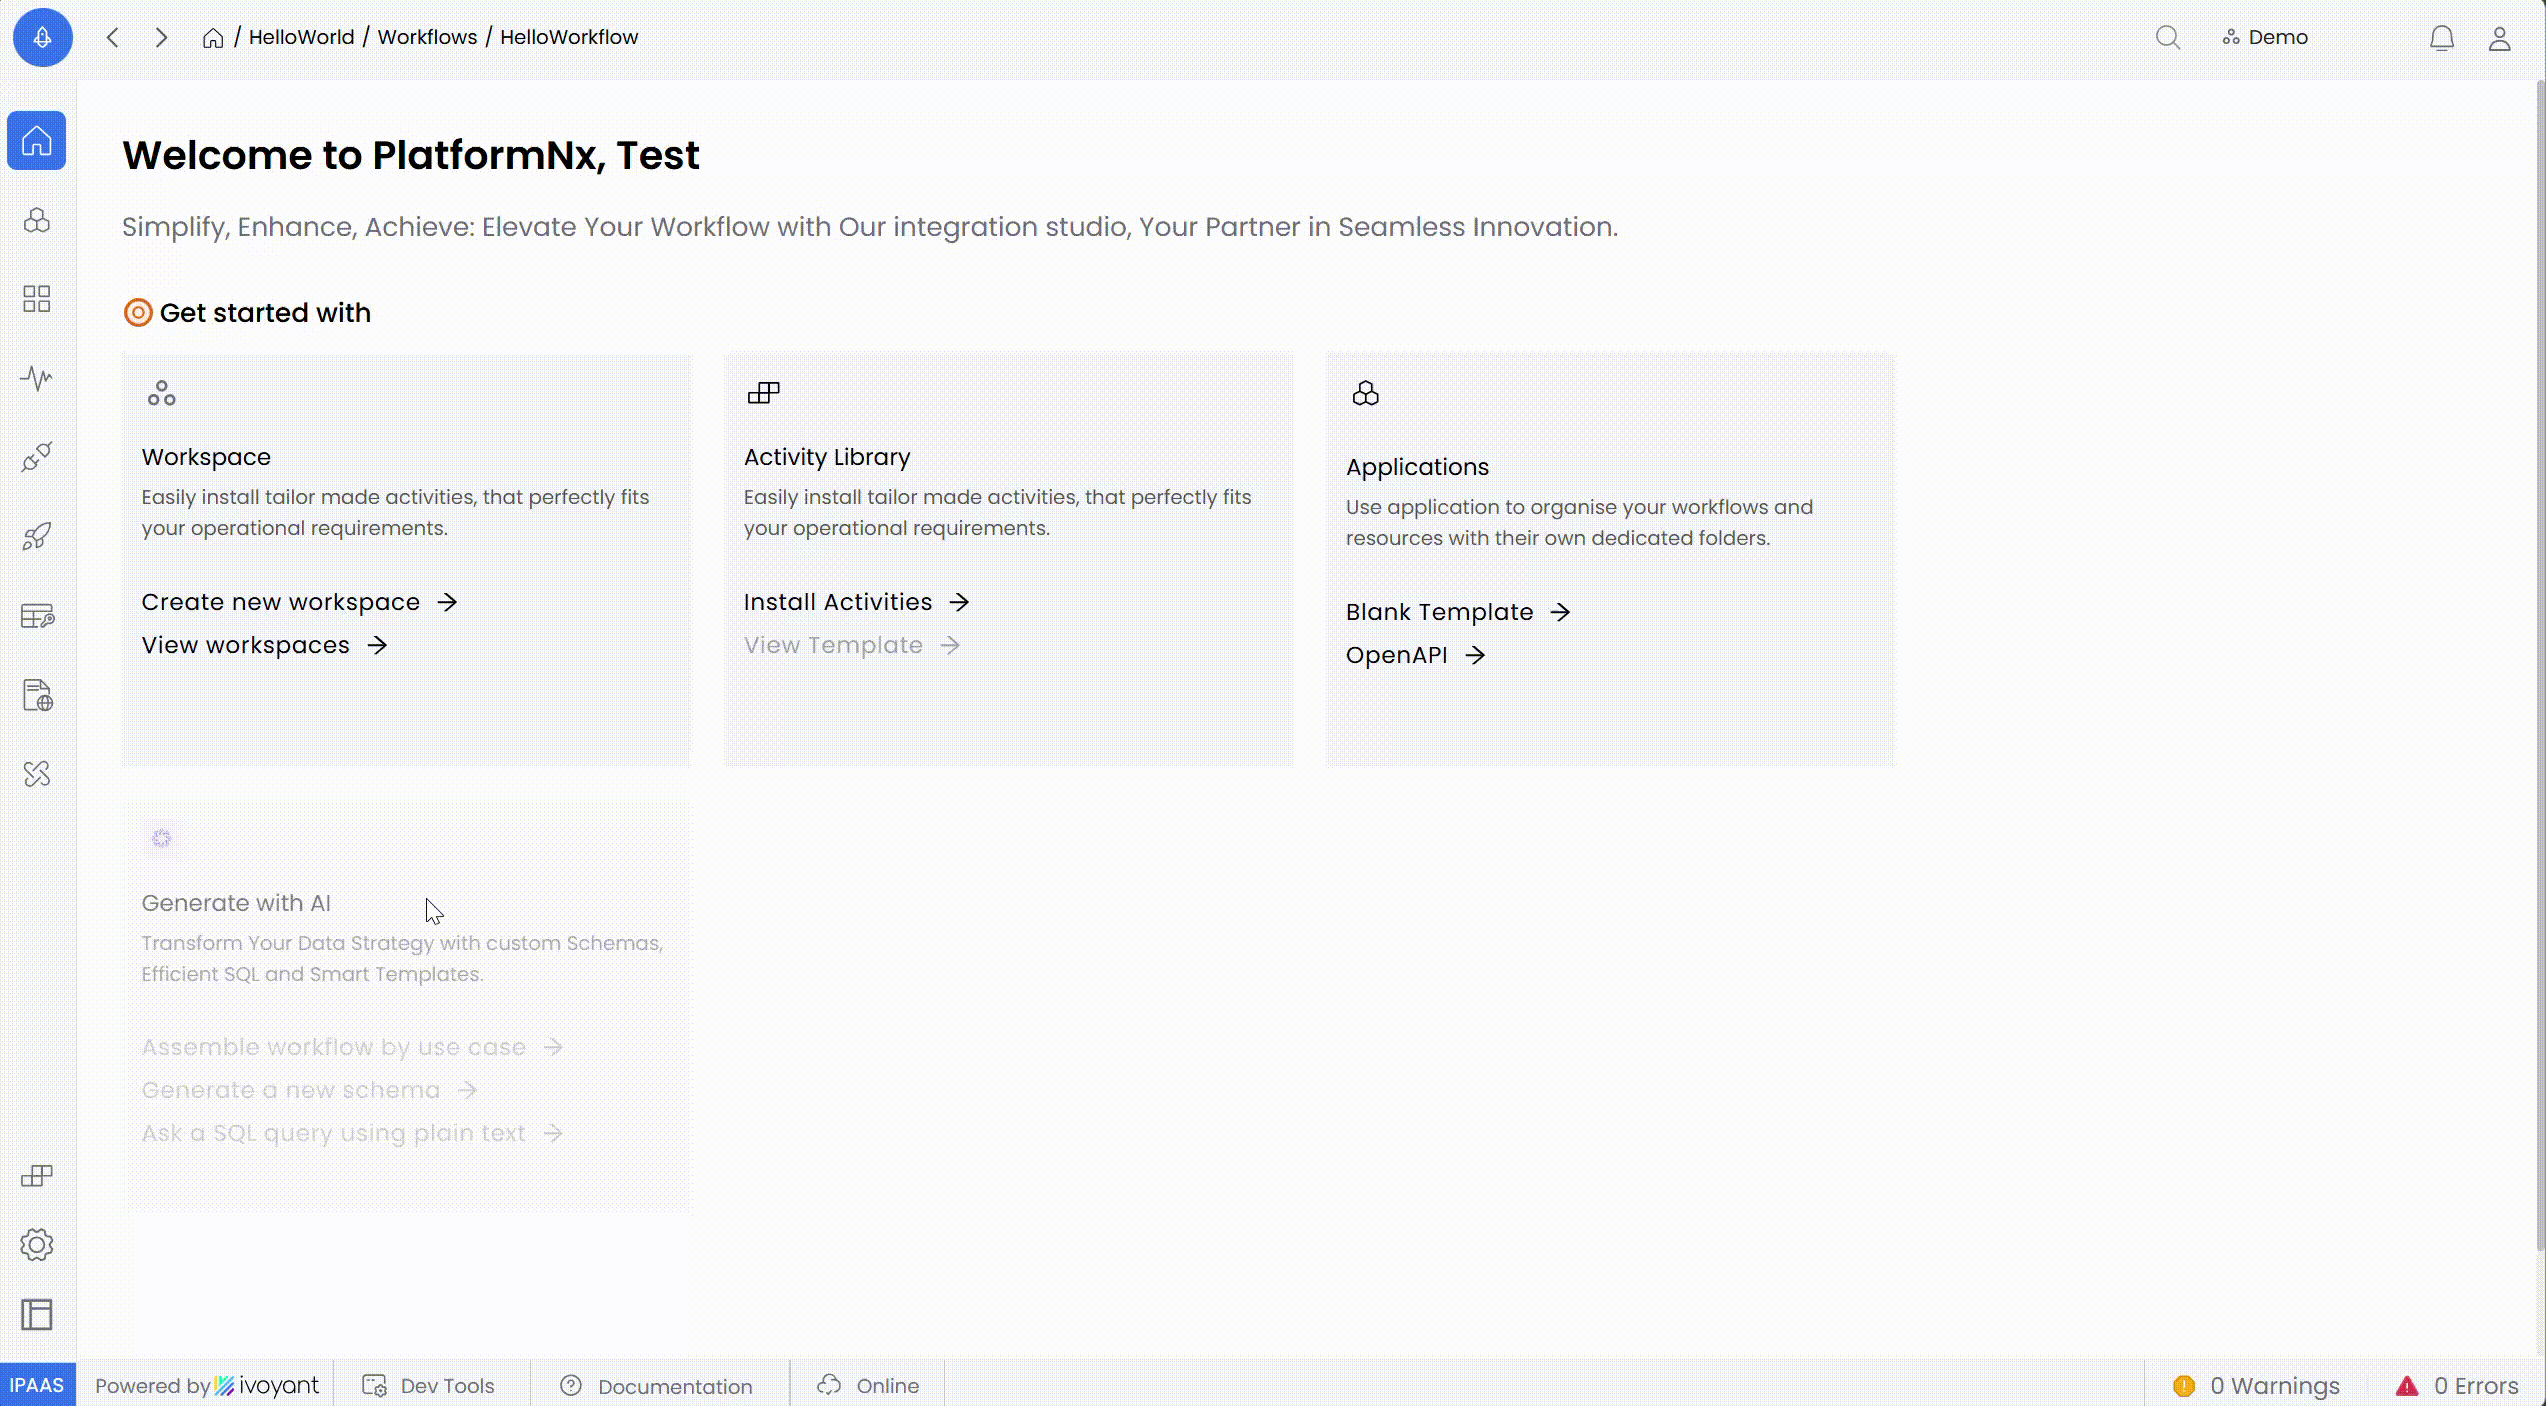 / HelloWorld / Workflows / HelloWorkflow
Demo
Welcome to PlatformNx, Test
Simplify, Enhance, Achieve: Elevate Your Workflow with Our integration studio, Your Partner in Seamless Innovation.
Get started with
Workspace
Easily install tailor made activities, that perfectly fits
your operational requirements.
Create new workspace
View workspaces
Activity Library
Easily install tailor made activities, that perfectly fits
your operational requirements.
Install Activities
View Template
Applications
Use application to organise your workflows and
resources with their own dedicated folders.
Blank Template
OpenAPI
Generate with AI
Transform Your Data Strategy with custom Schemas,
Efficient SQL and Smart Templates.
Assemble workflow by use case
Generate a new schema
Ask a SQL query using plain text
IPAAS
Powered by ivoyant
Dev Tools
Documentation
Online
0 Warnings
0 Errors